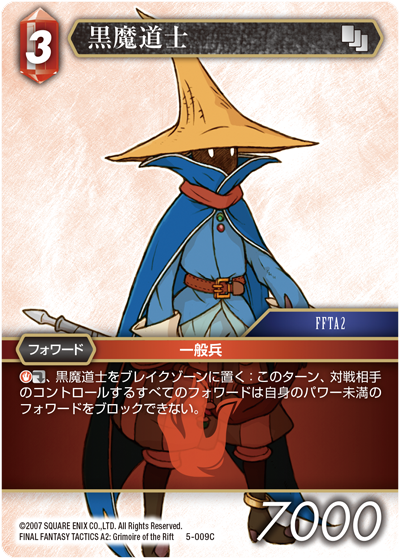 3
黒魔道士
FFTA2
フォワード
一般兵
、黒魔道士をブレイクゾーンに置く：このターン、対戦相手
のコントロールするすべてのフォワードは自身のパワー未満の
フォワードをブロックできない。
©2007 SQUARE ENIX CO.,LTD. All Rights Reserved.
FINAL FANTASY TACTICS A2: Grimoire of the Rift 5-009C
7000